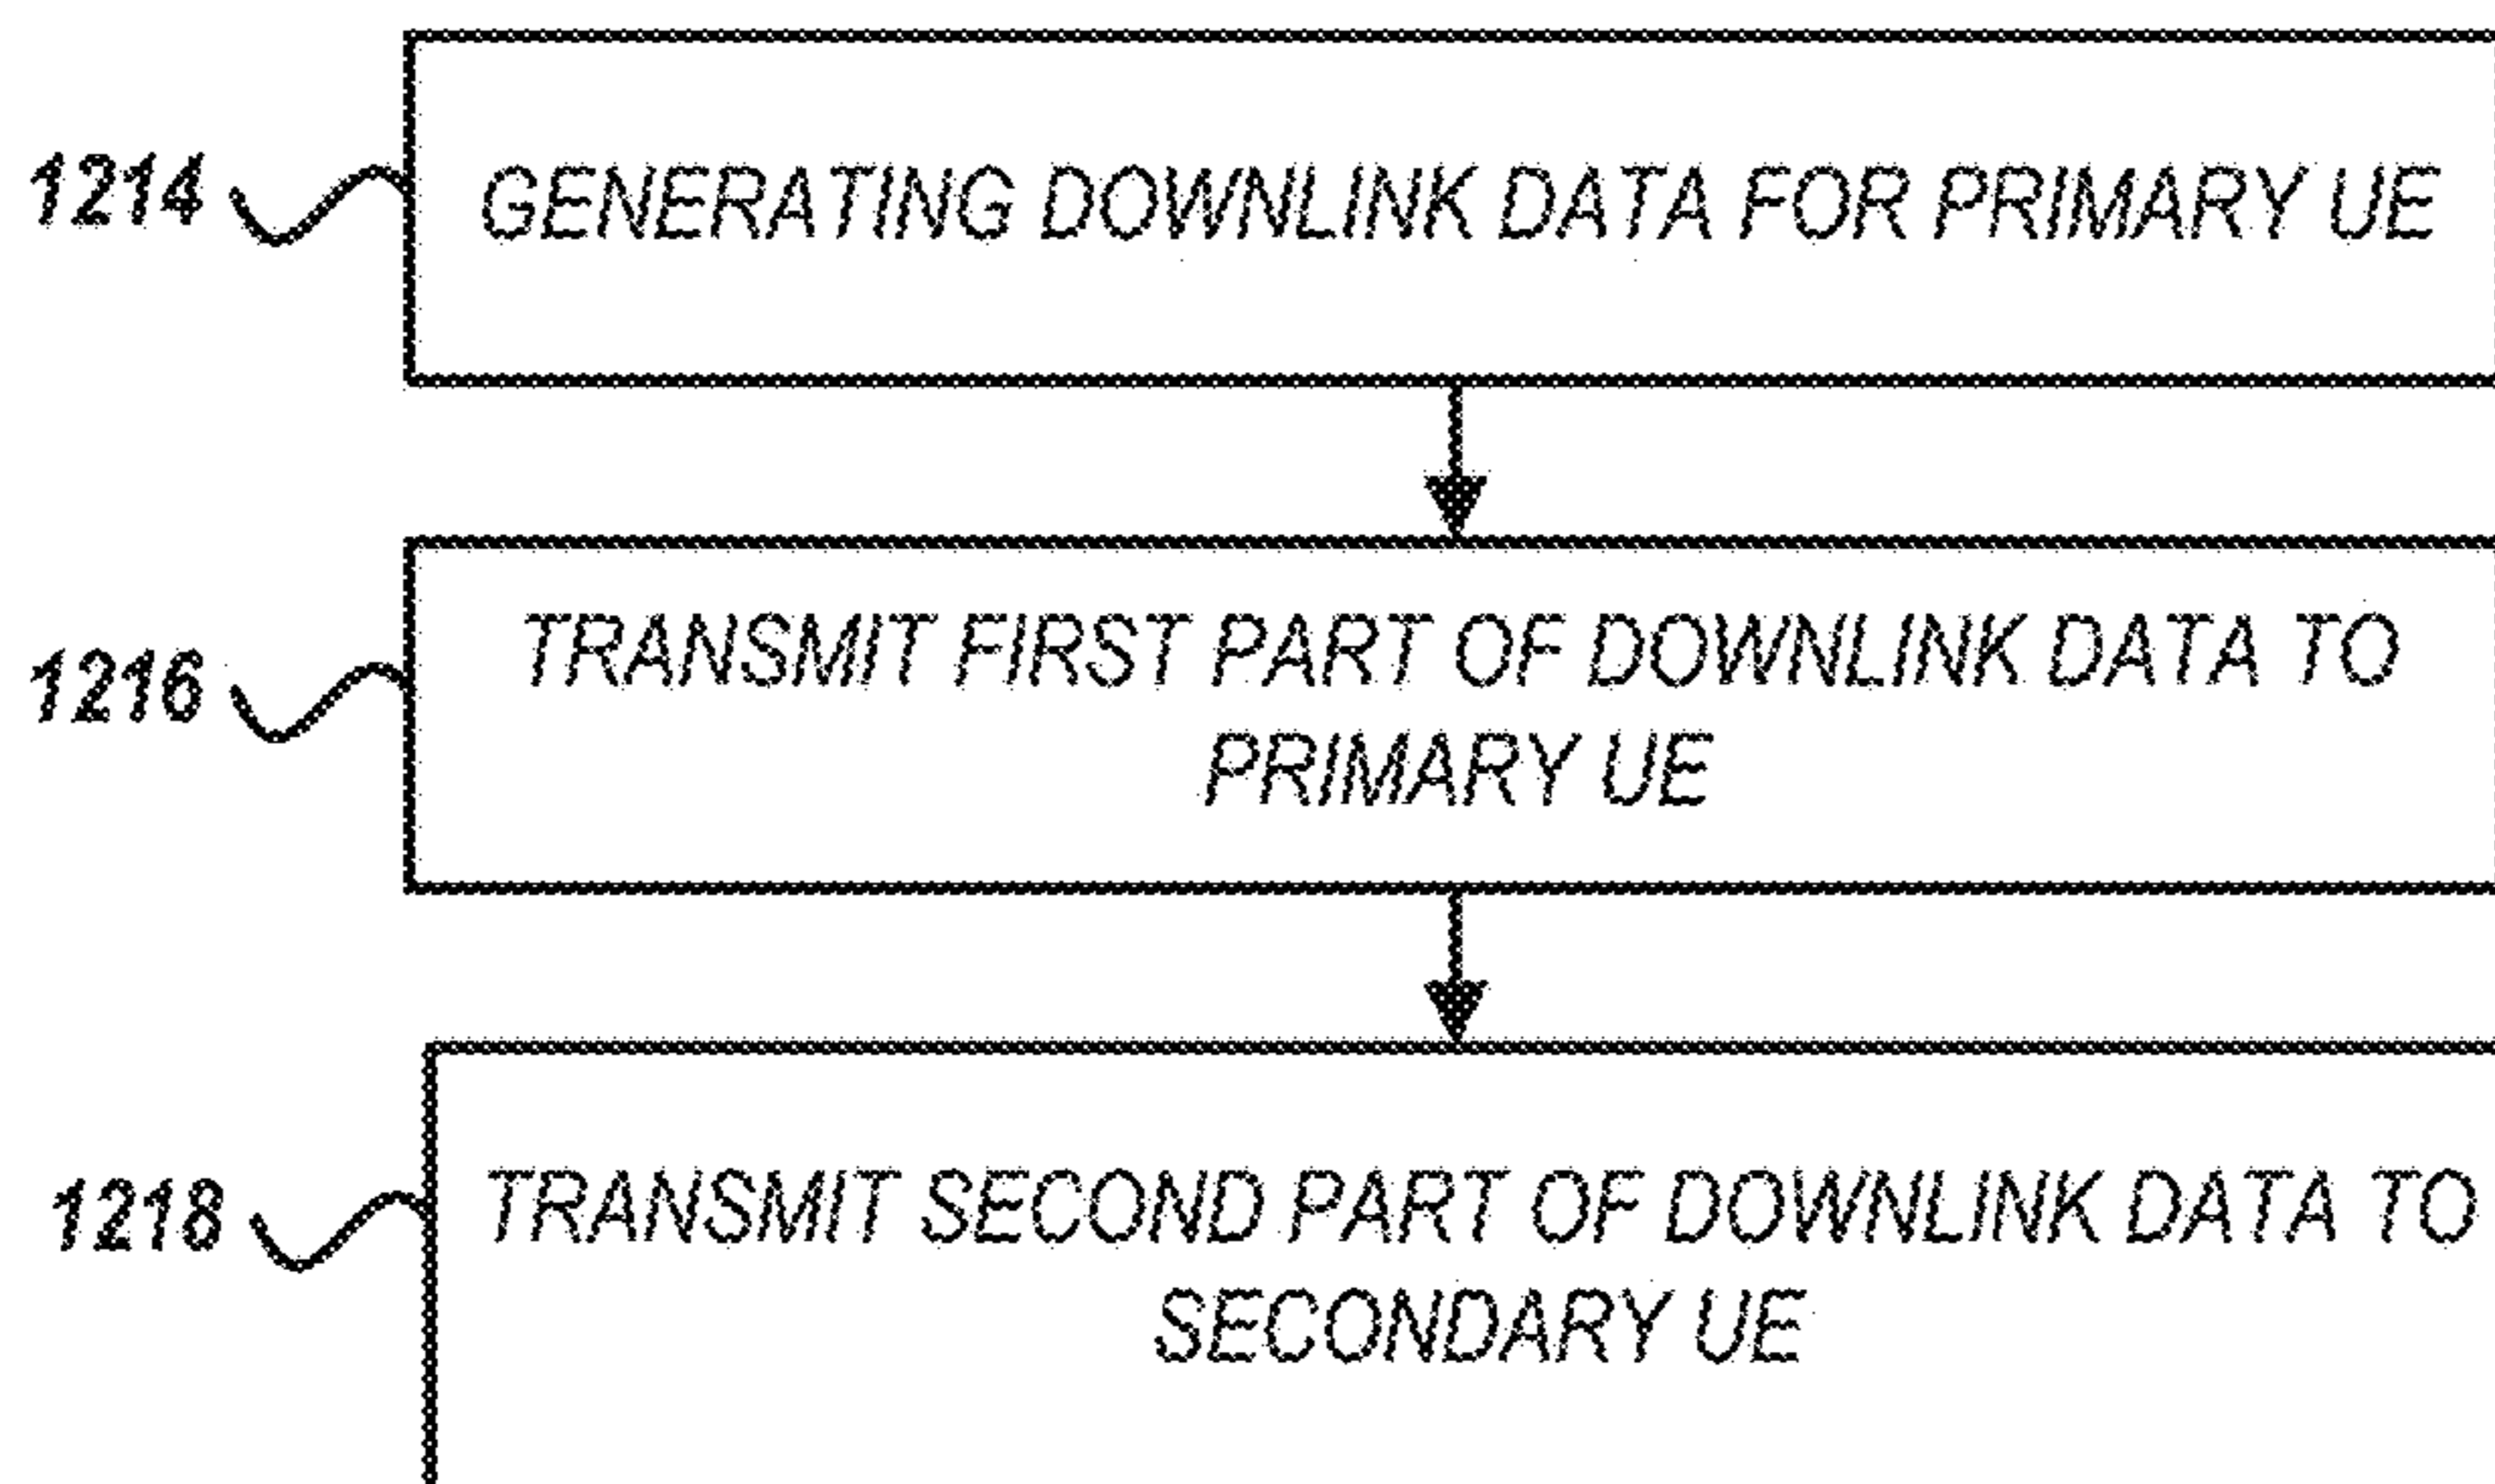 1214
GENERATING DOWNLINK DATA FOR PRIMARY UE
1216
TRANSMIT FIRST PART OF DOWNLINK DATA TO
PRIMARY UE
1218
TRANSMIT SECOND PART OF DOWNLINK DATA TO
SECONDARY UE